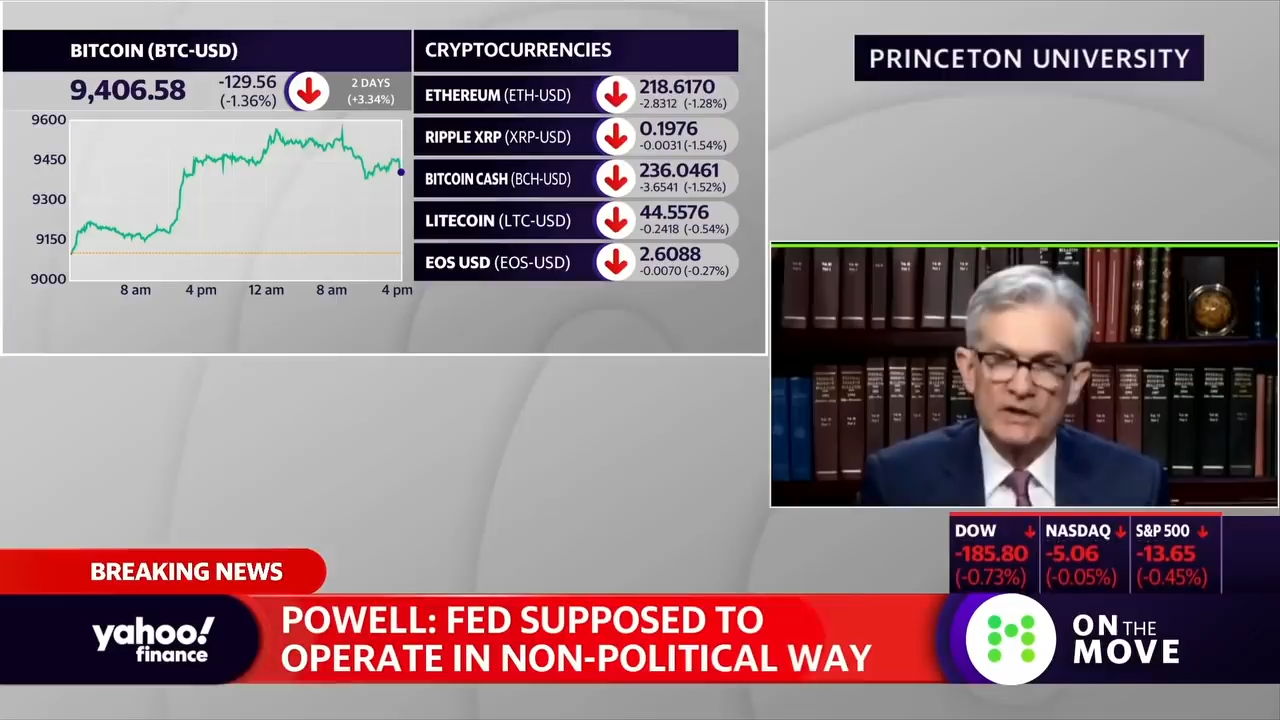 BITCOIN (BTC-USD)
9,406.58
-129.56
(-1.36%)
2 DAYS
(+3.34%)
9600
9450
9300
9150
9000
8 am
4 pm
12 am
8 am
4 pm
CRYPTOCURRENCIES
ETHEREUM (ETH-USD)
218.6170
-2.8312 (-1.28%)
RIPPLE XRP (XRP-USD)
0.1976
-0.0031 (-1.54%)
BITCOIN CASH (BCH-USD)
236.0461
-3.6541 (-1.52%)
LITECOIN (LTC-USD)
44.5576
-0.2418 (-0.54%)
EOS USD (EOS-USD)
2.6088
-0.0070 (-0.27%)
PRINCETON UNIVERSITY
DOW
-185.80
(-0.73%)
NASDAQ
-5.06
(-0.05%)
S&P 500
-13.65
(-0.45%)
BREAKING NEWS
yahoo!
finance
POWELL: FED SUPPOSED TO
OPERATE IN NON-POLITICAL WAY
ON THE
MOVE